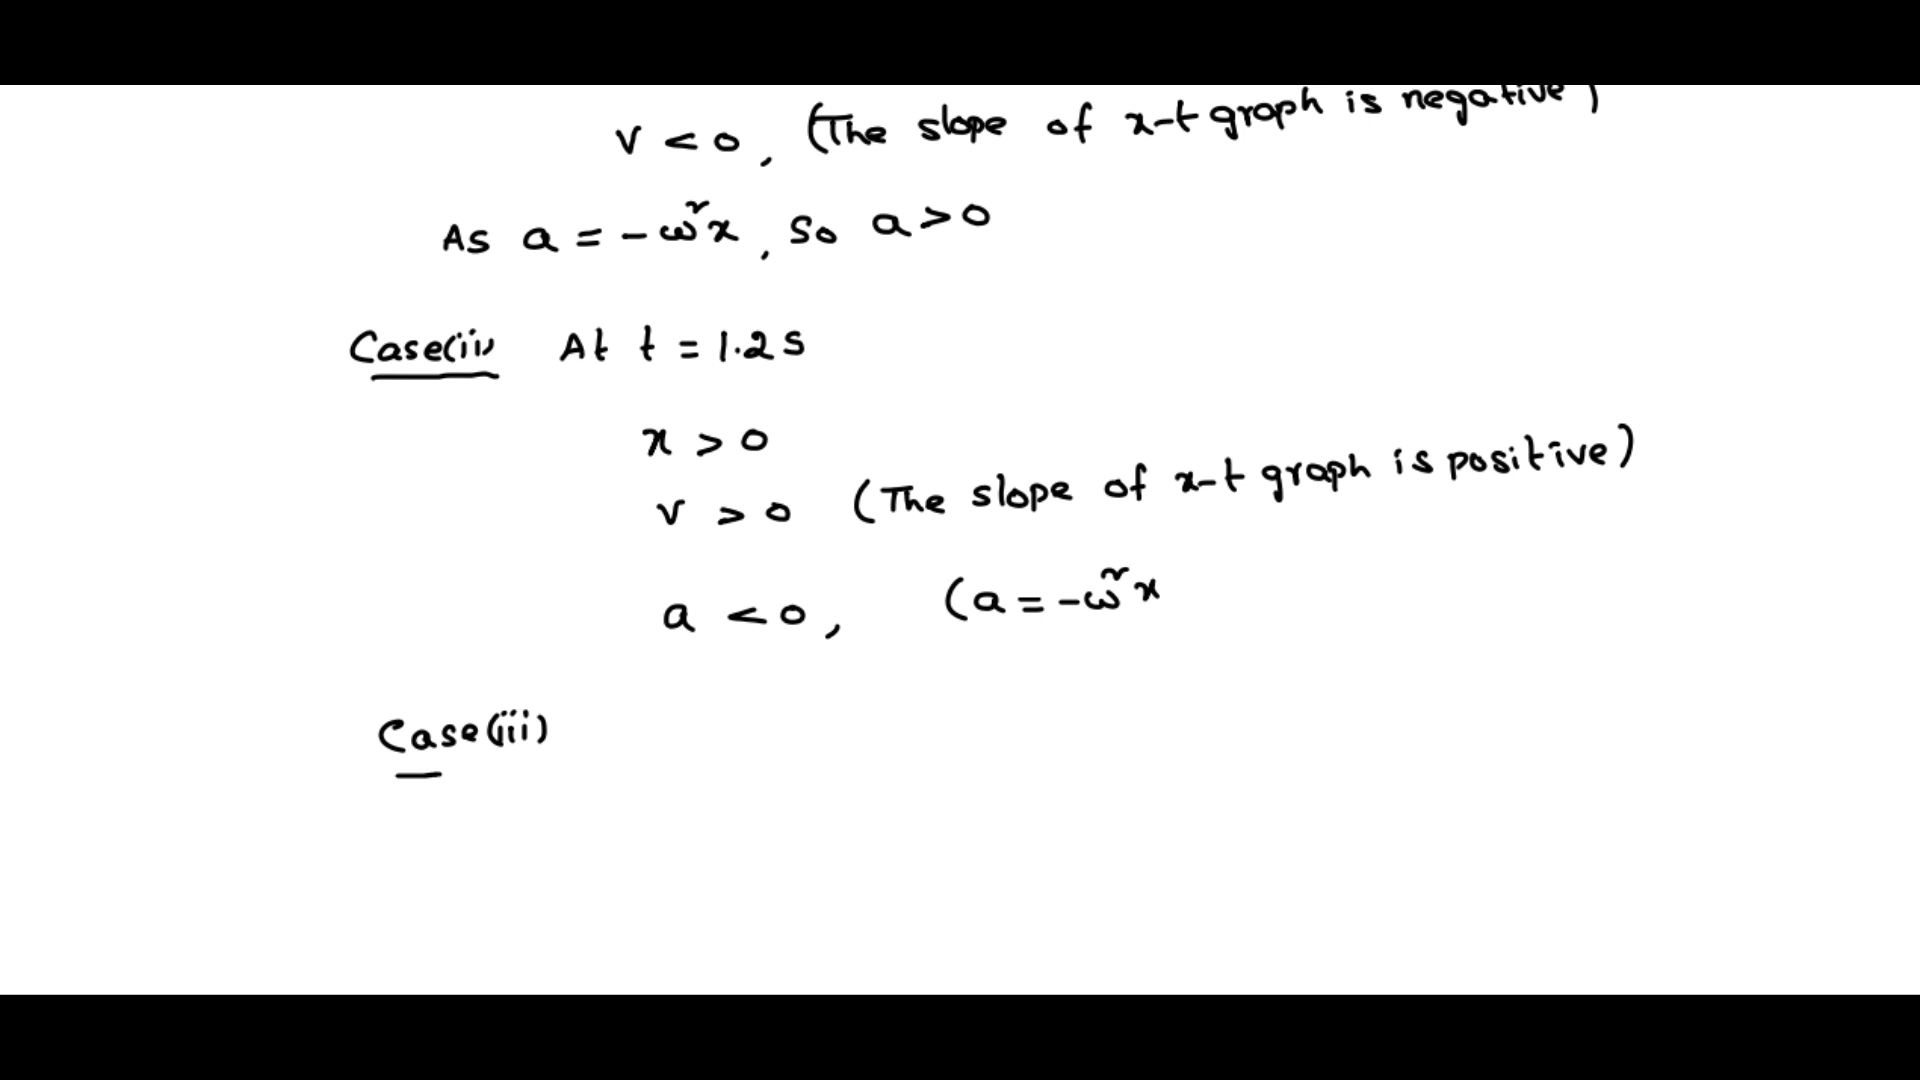 v < 0, (The slope of x-t graph is negative)
As a = -ω²x, so a > 0
Case(ii) At t = 1.2 s
x > 0
v > 0 (The slope of x-t graph is positive)
a < 0, (a = -ω²x
Case(iii)